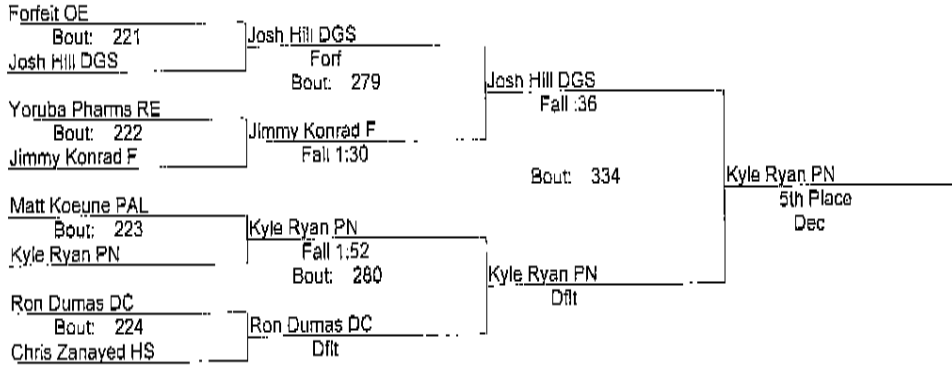 Forfeit OE
Bout: 221
Josh Hill DGS
Josh Hill DGS
Forf
Bout: 279
Yoruba Pharms RE
Bout: 222
Jimmy Konrad F
Jimmy Konrad F
Fall 1:30
Josh Hill DGS
Fall :36
Bout: 334
Matt Koeune PAL
Bout: 223
Kyle Ryan PN
Kyle Ryan PN
Fall 1:52
Bout: 280
Ron Dumas DC
Bout: 224
Chris Zanayed HS
Ron Dumas DC
Dflt
Kyle Ryan PN
Dflt
Kyle Ryan PN
5th Place
Dec